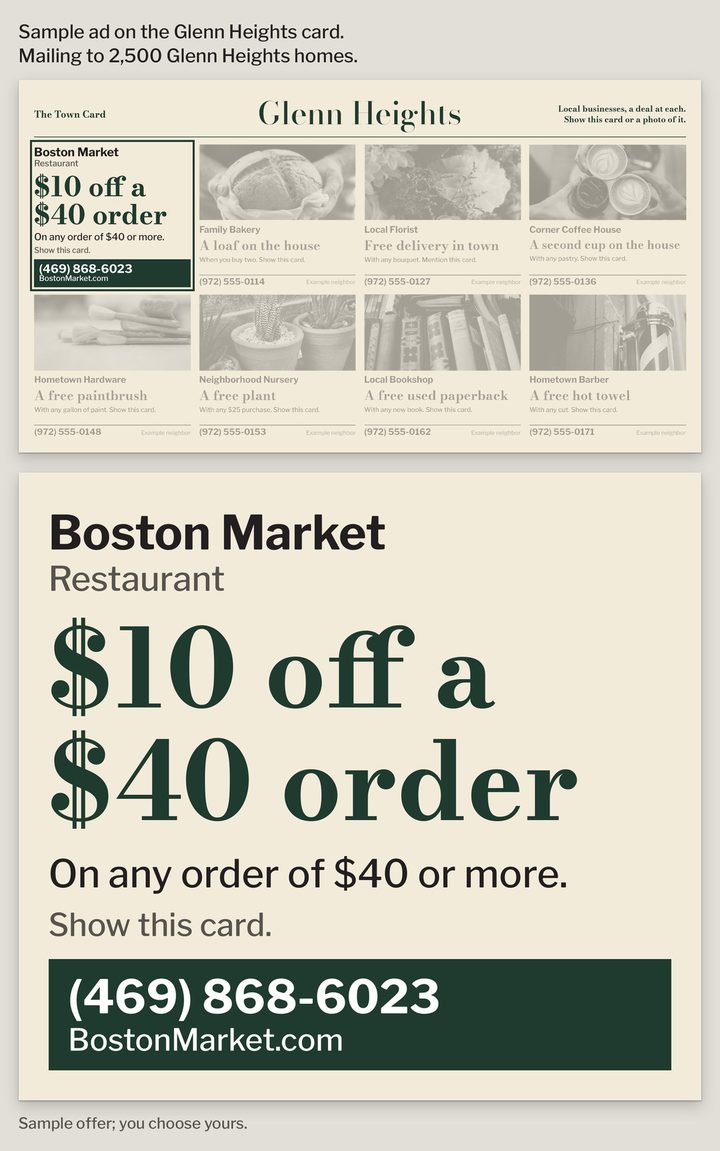 Sample ad on the Glenn Heights card.
Mailing to 2,500 Glenn Heights homes.
The Town Card
Glenn Heights
Local businesses, a deal at each.
Show this card or a photo of it.
Boston Market
Restaurant
$10 off a
$40 order
On any order of $40 or more.
Show this card.
(469) 868-6023
BostonMarket.com
Family Bakery
A loaf on the house
When you buy two. Show this card.
(972) 555-0114 Example neighbor
Local Florist
Free delivery in town
With any bouquet. Mention this card.
(972) 555-0127 Example neighbor
Corner Coffee House
A second cup on the house
With any pastry. Show this card.
(972) 555-0136 Example neighbor
Hometown Hardware
A free paintbrush
With any gallon of paint. Show this card.
(972) 555-0148 Example neighbor
Neighborhood Nursery
A free plant
With any $25 purchase. Show this card.
(972) 555-0153 Example neighbor
Local Bookshop
A free used paperback
With any new book. Show this card.
(972) 555-0162 Example neighbor
Hometown Barber
A free hot towel
With any cut. Show this card.
(972) 555-0171 Example neighbor
Boston Market
Restaurant
$10 off a
$40 order
On any order of $40 or more.
Show this card.
(469) 868-6023
BostonMarket.com
Sample offer; you choose yours.